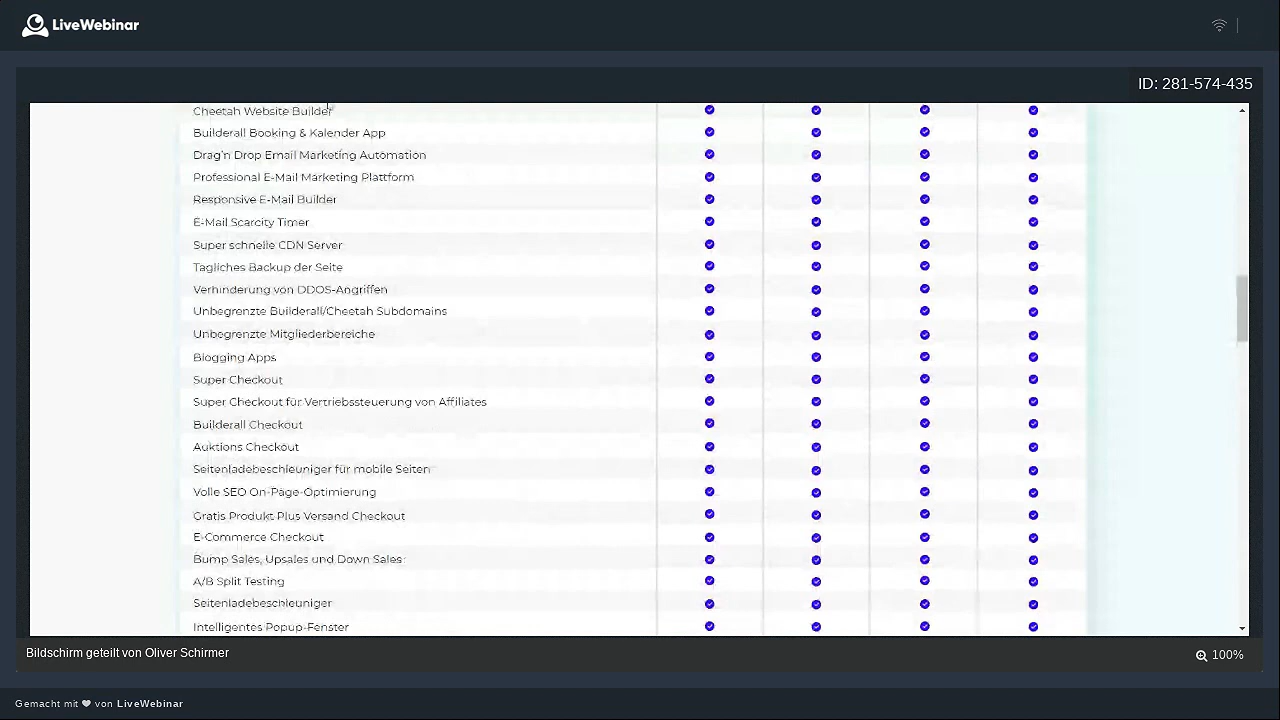 LiveWebinar
ID: 281-574-435
Cheetah Website Builder
Builderall Booking & Kalender App
Drag'n Drop Email Marketing Automation
Professional E-Mail Marketing Plattform
Responsive E-Mail Builder
E-Mail Scarcity Timer
Super schnelle CDN Server
Tägliches Backup der Seite
Verhinderung von DDOS-Angriffen
Unbegrenzte Builderall/Cheetah Subdomains
Unbegrenzte Mitgliederbereiche
Blogging Apps
Super Checkout
Super Checkout für Vertriebssteuerung von Affiliates
Builderall Checkout
Auktions Checkout
Seitenladebeschleuniger für mobile Seiten
Volle SEO On-Page-Optimierung
Gratis Produkt Plus Versand Checkout
E-Commerce Checkout
Bump Sales, Upsales und Down Sales
A/B Split Testing
Seitenladebeschleuniger
Intelligentes Popup-Fenster
Bildschirm geteilt von Oliver Schirmer
100%
Gemacht mit von LiveWebinar